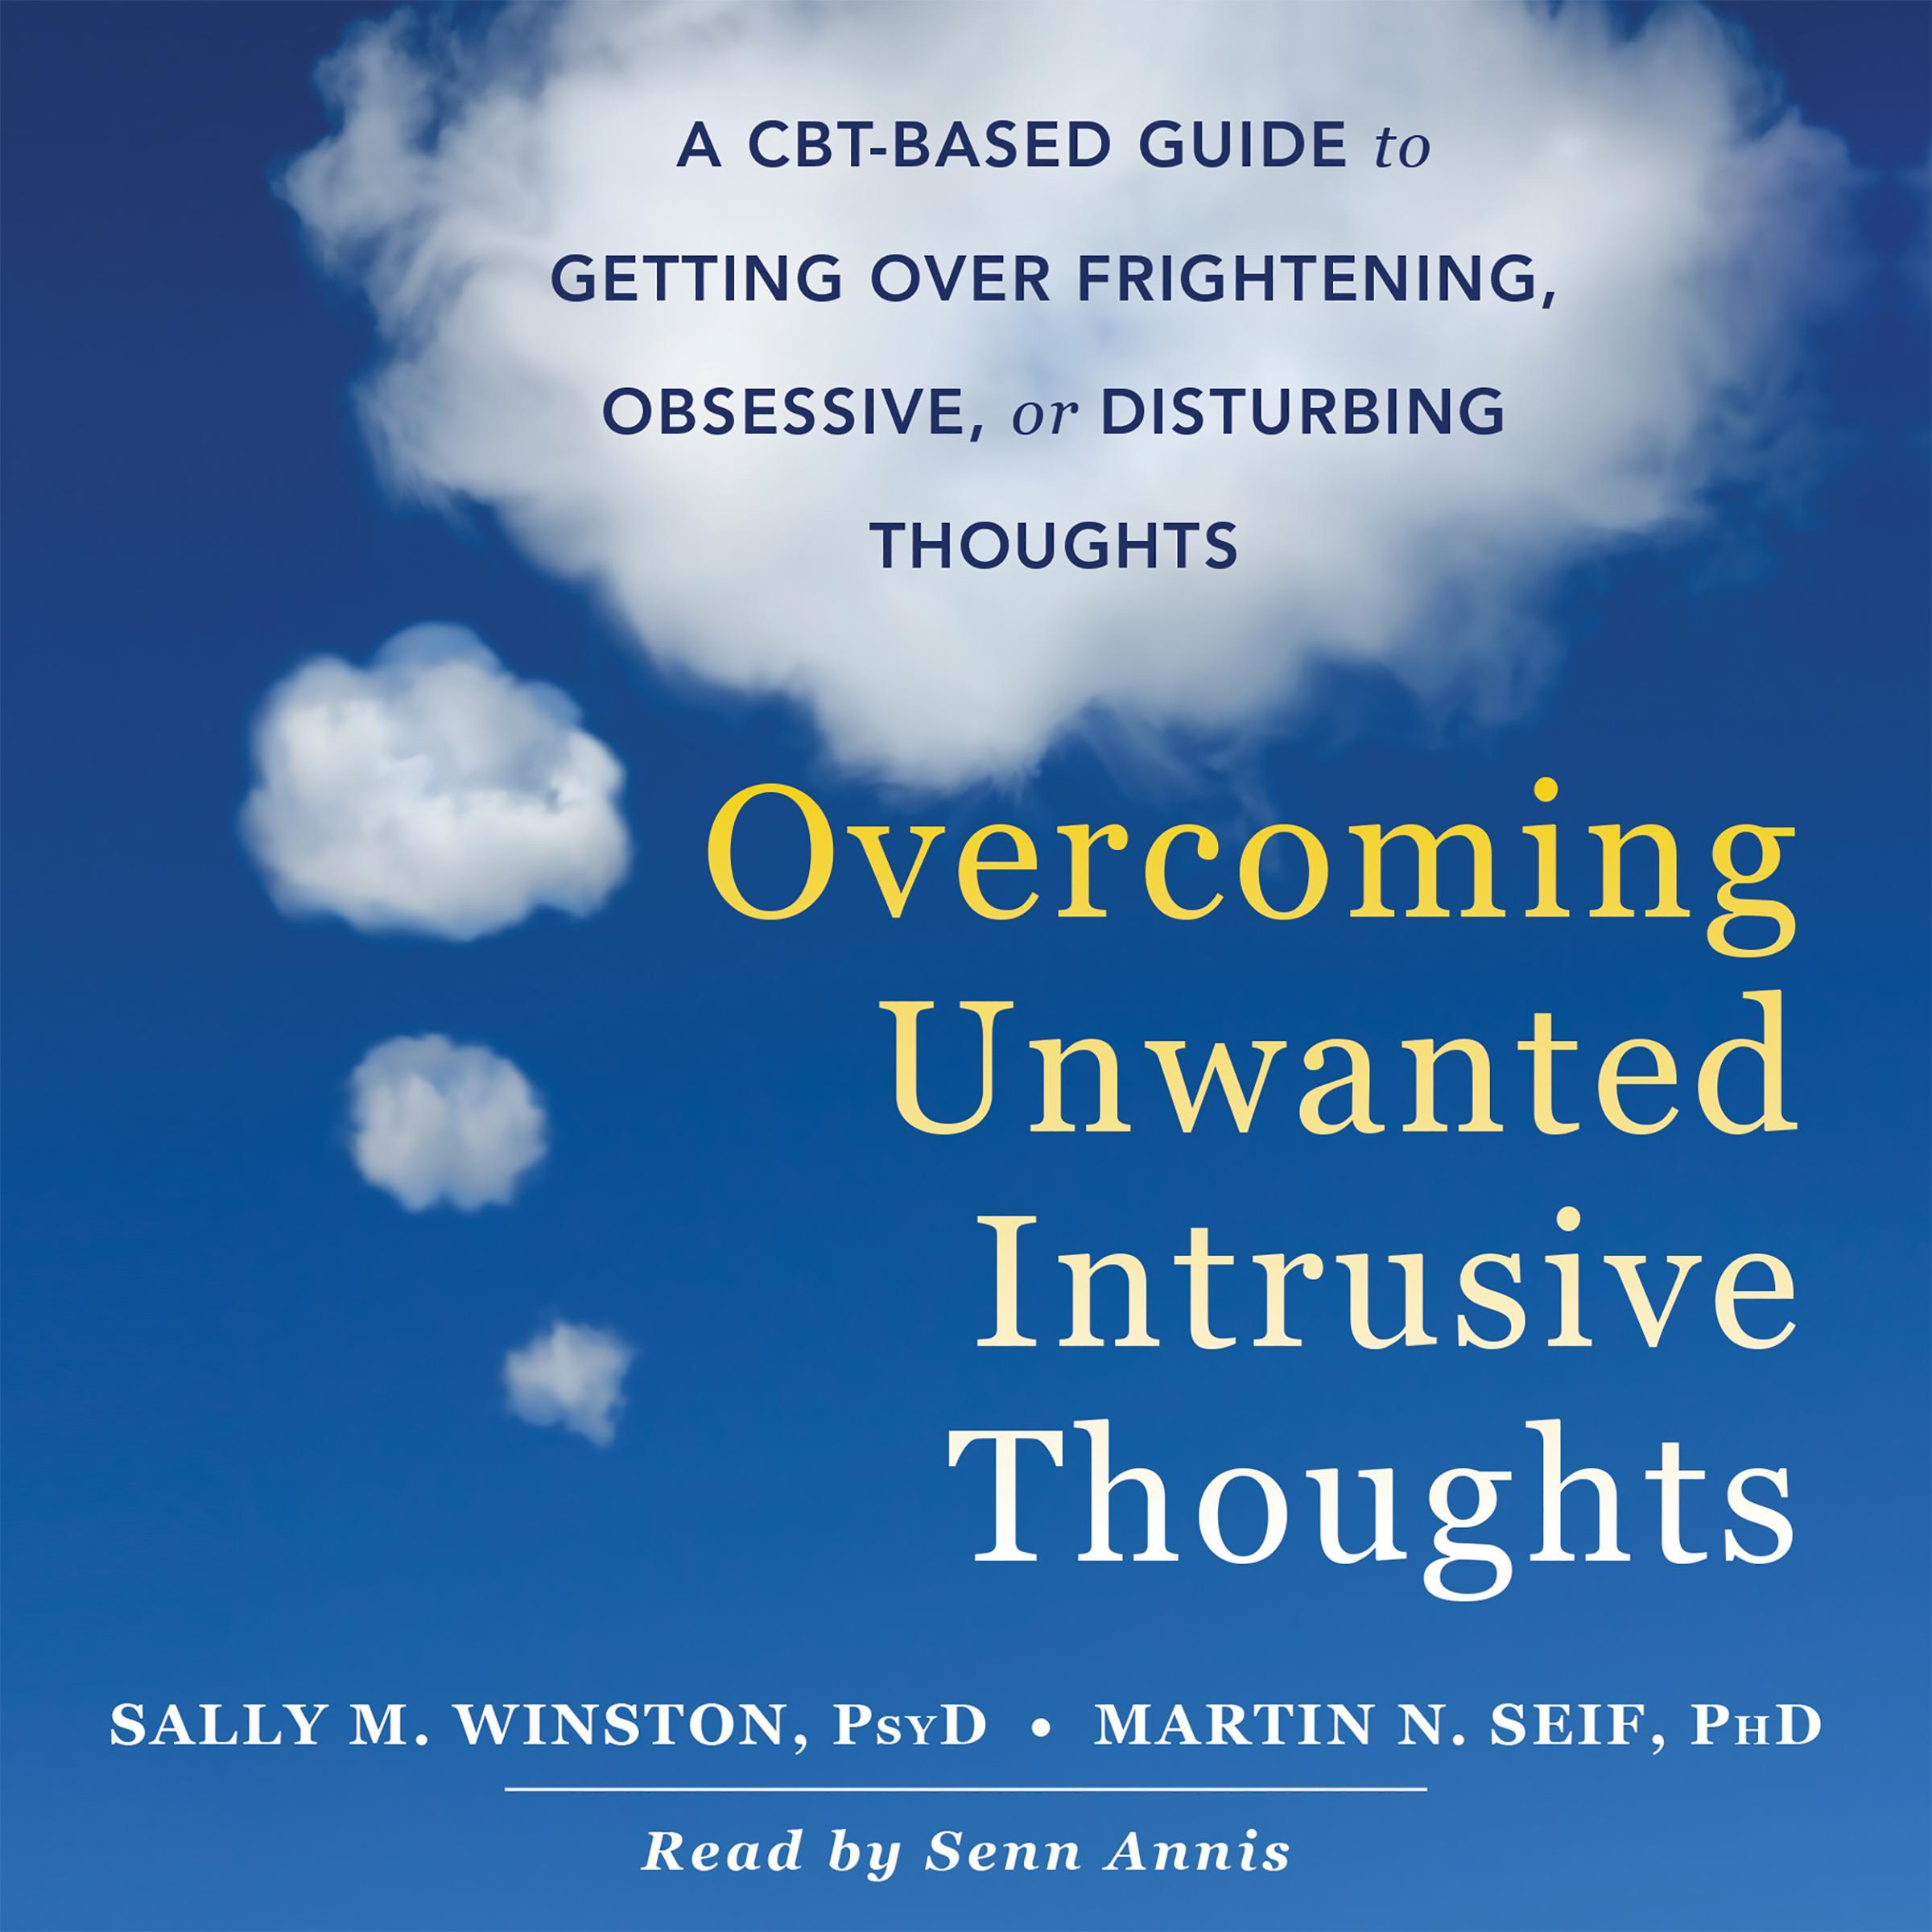 A CBT-BASED GUIDE to
GETTING OVER FRIGHTENING,
OBSESSIVE, or DISTURBING
THOUGHTS
Overcoming
Unwanted
Intrusive
Thoughts
SALLY M. WINSTON, PsyD • MARTIN N. SEIF, PhD
Read by Senn Annis